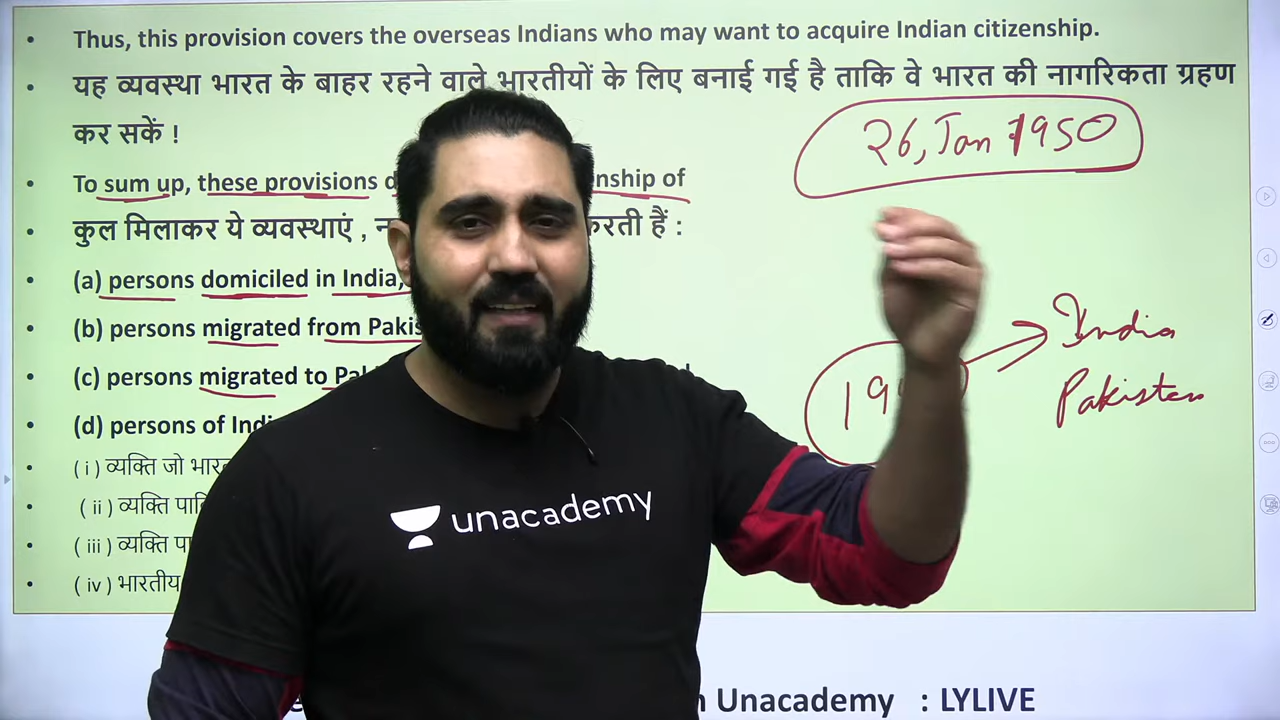 Thus, this provision covers the overseas Indians who may want to acquire Indian citizenship.
यह व्यवस्था भारत के बाहर रहने वाले भारतीयों के लिए बनाई गई है ताकि वे भारत की नागरिकता ग्रहण
कर सकें !
26, Jan 1950
To sum up, these provisions
nship of
कुल मिलाकर ये व्यवस्थाएं , न
करती हैं :
(a) persons domiciled in India,
(b) persons migrated from Pakis
India
(c) persons migrated to Pak
19
Pakistan
(d) persons of Indi
( i ) व्यक्ति जो भार
( ii ) व्यक्ति पाकि
( iii ) व्यक्ति पा
( iv ) भारतीय
unacademy
n Unacademy : LYLIVE